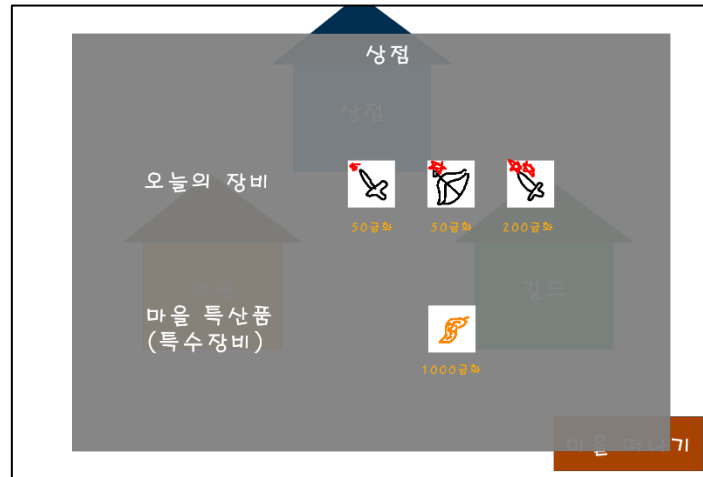 상점
상점
오늘의 장비
50금화
50금화
200금화
길드
마을 특산품
(특수장비)
1000금화
마을 떠나기